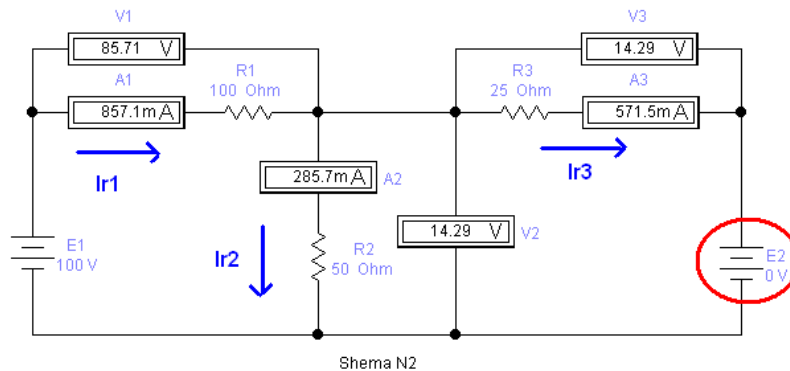 V1
V3
85.71 V
14.29 V
A1
R1
R3
A3
100 Ohm
25 Ohm
857.1mA
571.5mA
Ir1
Ir3
285.7mA
A2
14.29 V
V2
E1
100 V
Ir2
R2
50 Ohm
E2
0 V
Shema N2